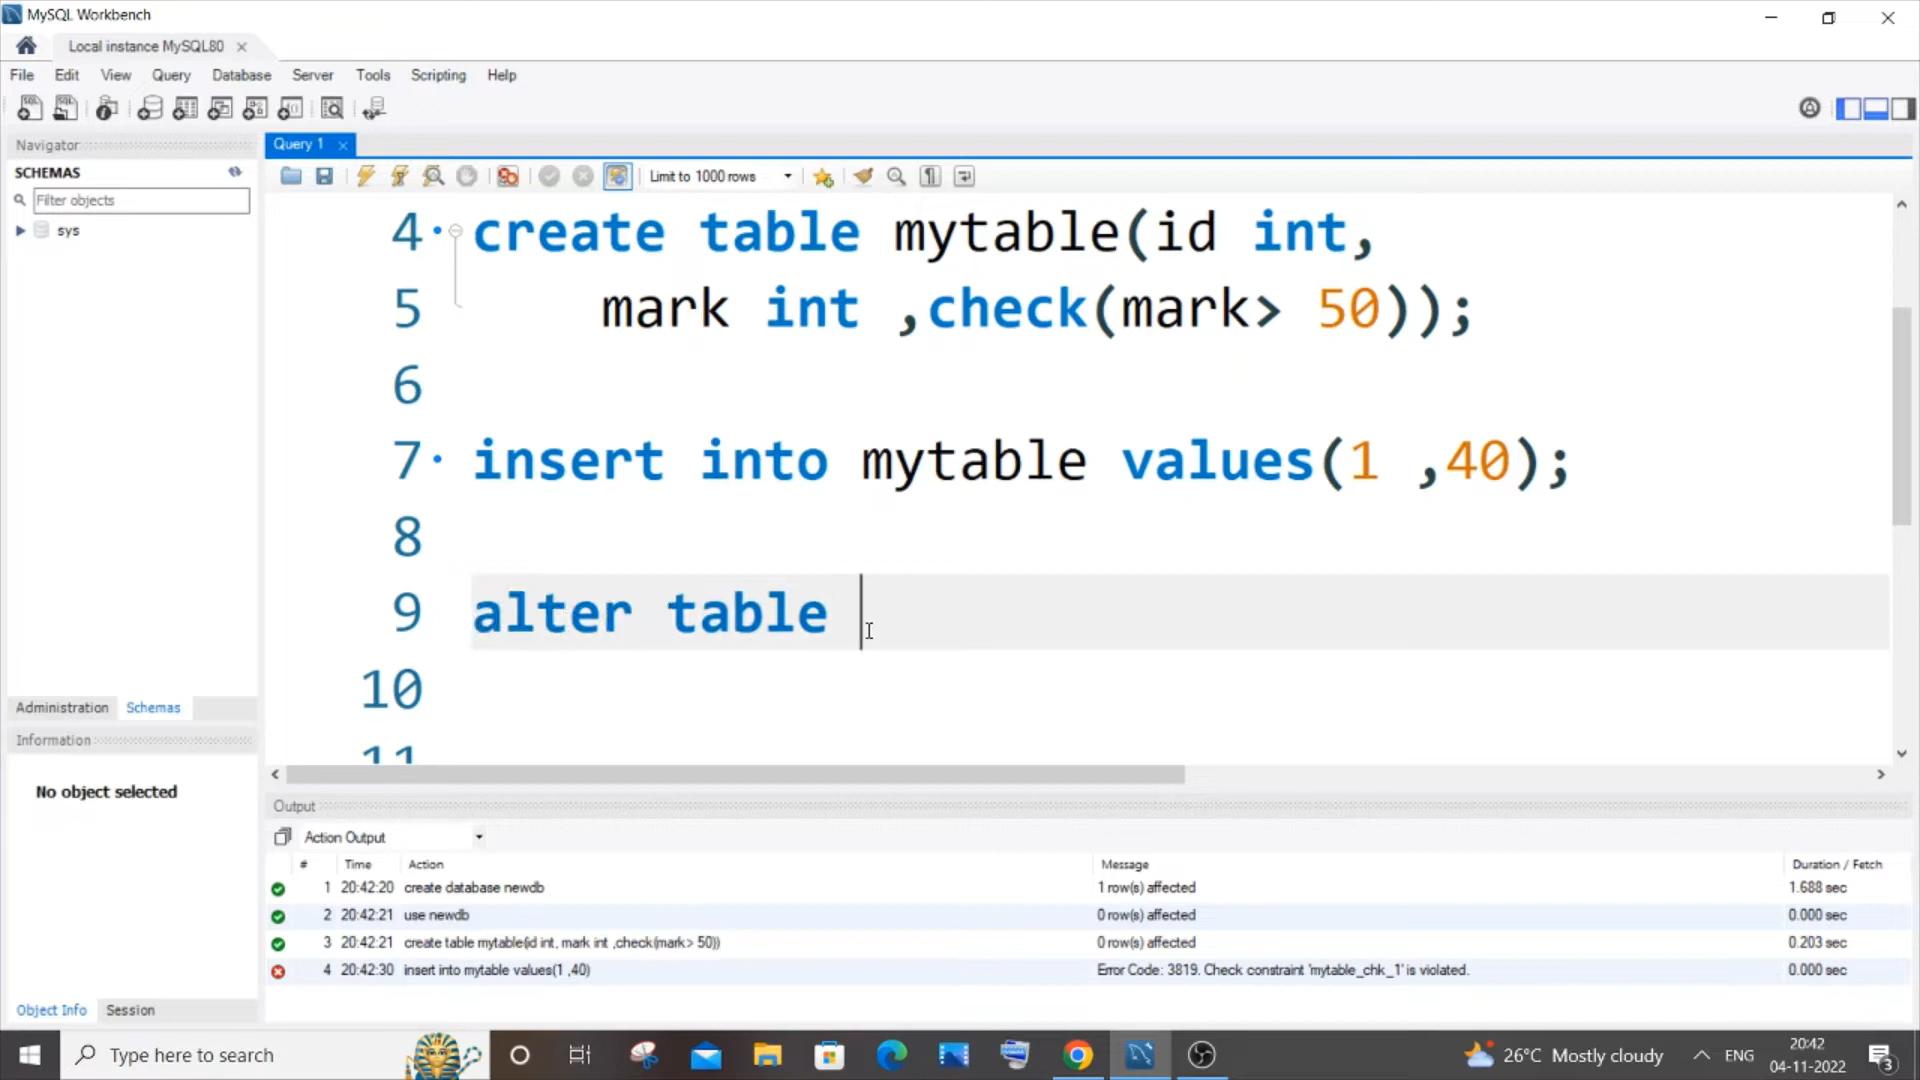 MySQL Workbench
Local instance MySQL80
File Edit View Query Database Server Tools Scripting Help
Navigator
SCHEMAS
Filter objects
sys
Query 1
Limit to 1000 rows
4 create table mytable(id int,
5 mark int ,check(mark> 50));
6
7 insert into mytable values(1 ,40);
8
9 alter table
10
11
Administration Schemas
Information
No object selected
Object Info Session
Output
Action Output
# Time Action Message Duration / Fetch
1 20:42:20 create database newdb 1 row(s) affected 1.688 sec
2 20:42:21 use newdb 0 row(s) affected 0.000 sec
3 20:42:21 create table mytable(id int, mark int ,check(mark> 50)) 0 row(s) affected 0.203 sec
4 20:42:30 insert into mytable values(1 ,40) Error Code: 3819. Check constraint 'mytable_chk_1' is violated. 0.000 sec
Type here to search
26°C Mostly cloudy
ENG
20:42
04-11-2022
3